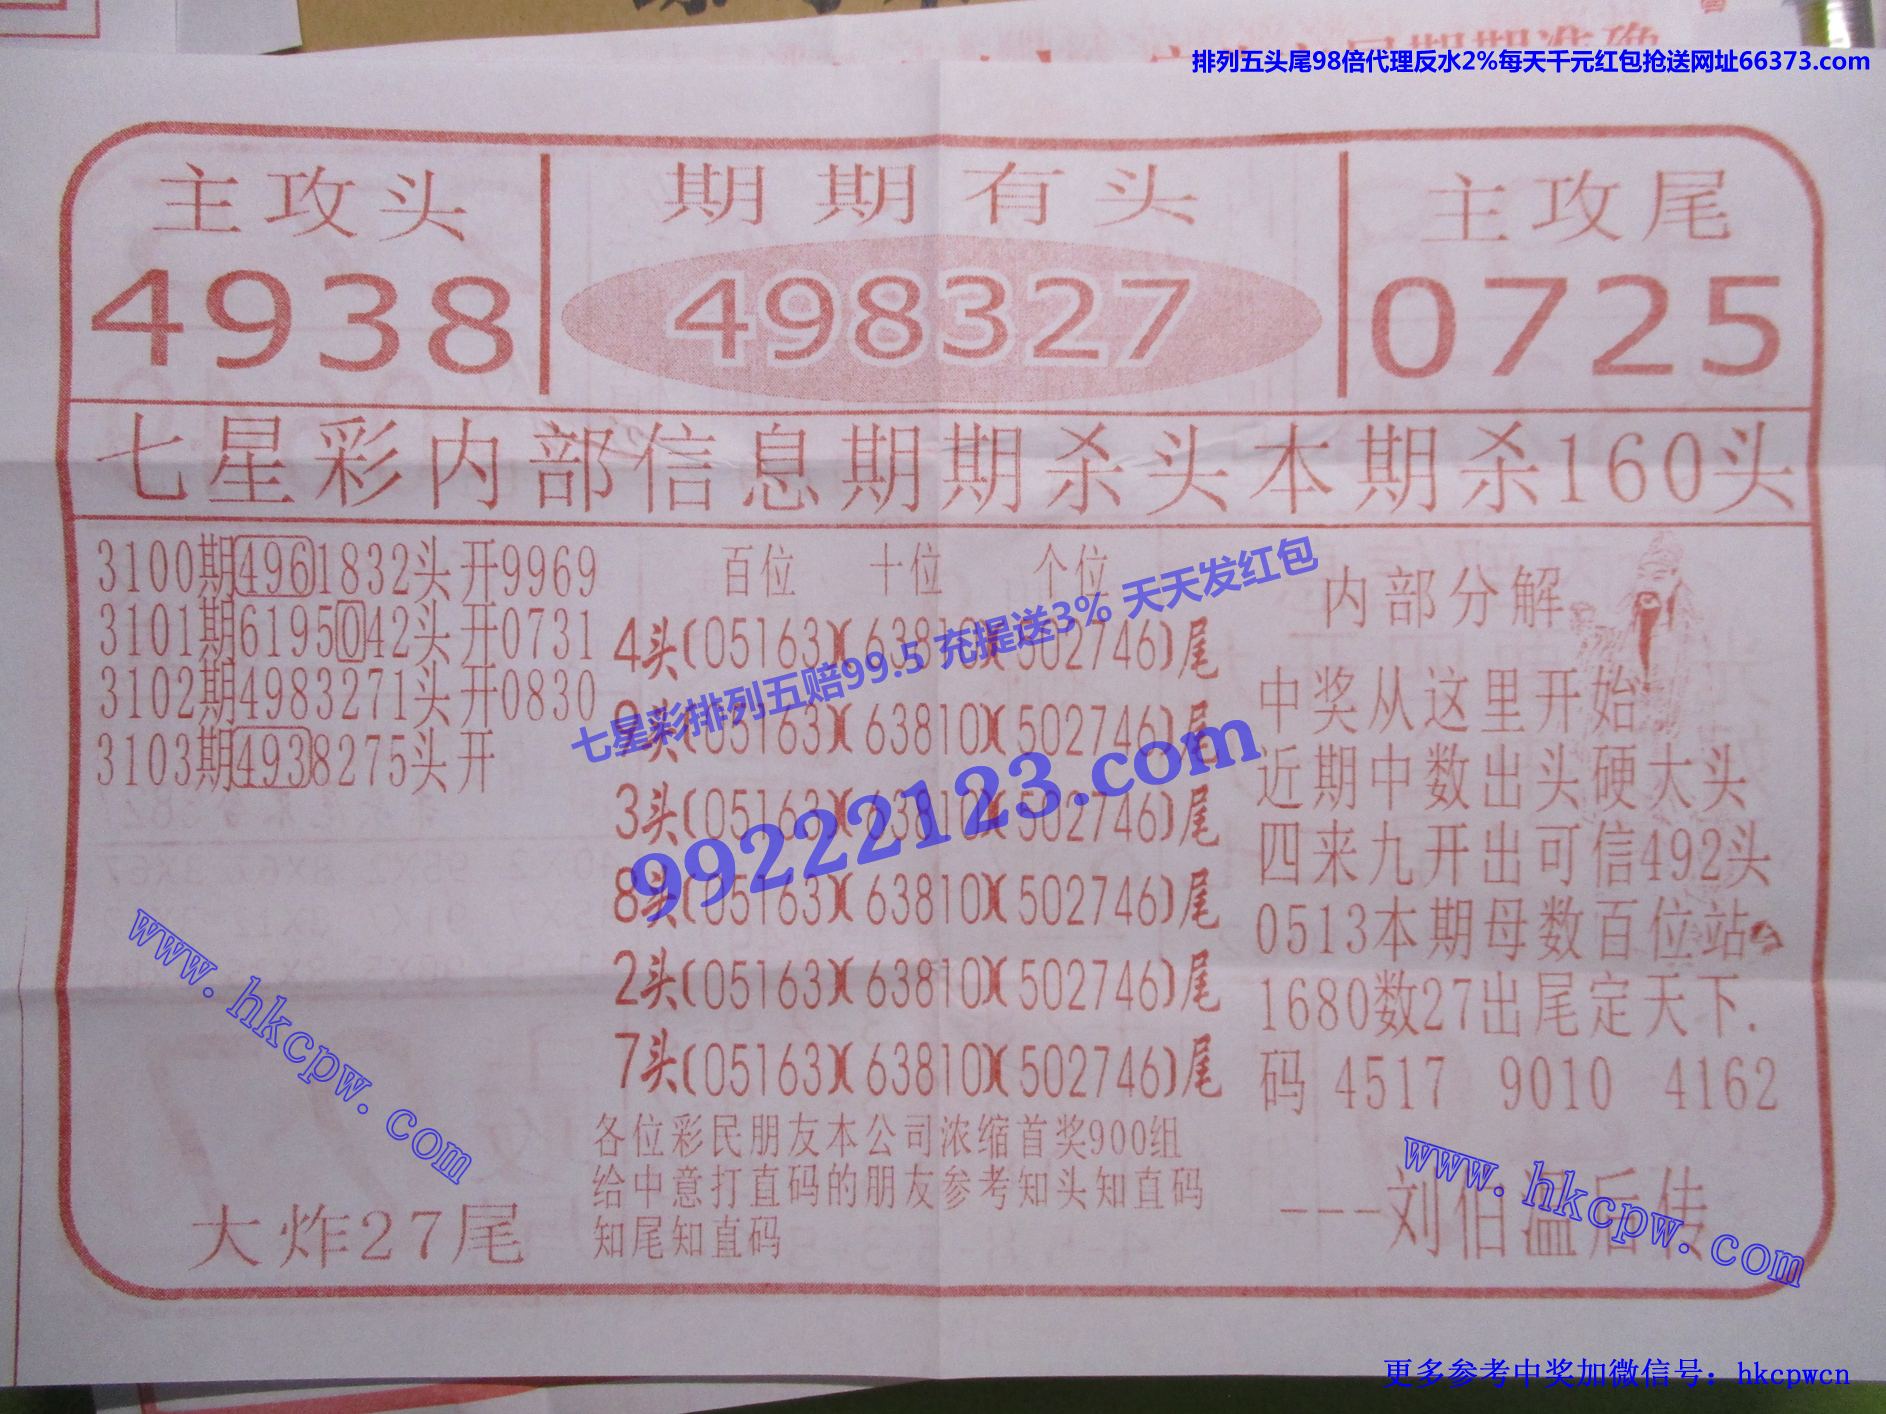 排列五头尾98倍代理反水2%每天千元红包抢送网址66373.com
主攻头
4938
期期有头
498327
主攻尾
0725
七星彩内部信息期期杀头本期杀160头
3100期4961832头开9969
3101期6195042头开0731
3102期4983271头开0830
3103期4938275头开
大炸27尾
百位 十位 个位
4头(05163)(63810)(502746)尾
9头(05163)(63810)(502746)尾
3头(05163)(63810)(502746)尾
8头(05163)(63810)(502746)尾
2头(05163)(63810)(502746)尾
7头(05163)(63810)(502746)尾
各位彩民朋友本公司浓缩首奖900组
给中意打直码的朋友参考知头知直码
知尾知直码
内部分解
中奖从这里开始
近期中数出头硬大头
四来九开出可信492头
0513本期母数百位站
1680数27出尾定天下.
码 4517 9010 4162
---刘伯温后传
七星彩排列五赔99.5 充提送3% 天天发红包
99222123.com
www.hkcpw.com
www.hkcpw.com
更多参考中奖加微信号：hkcpwcn